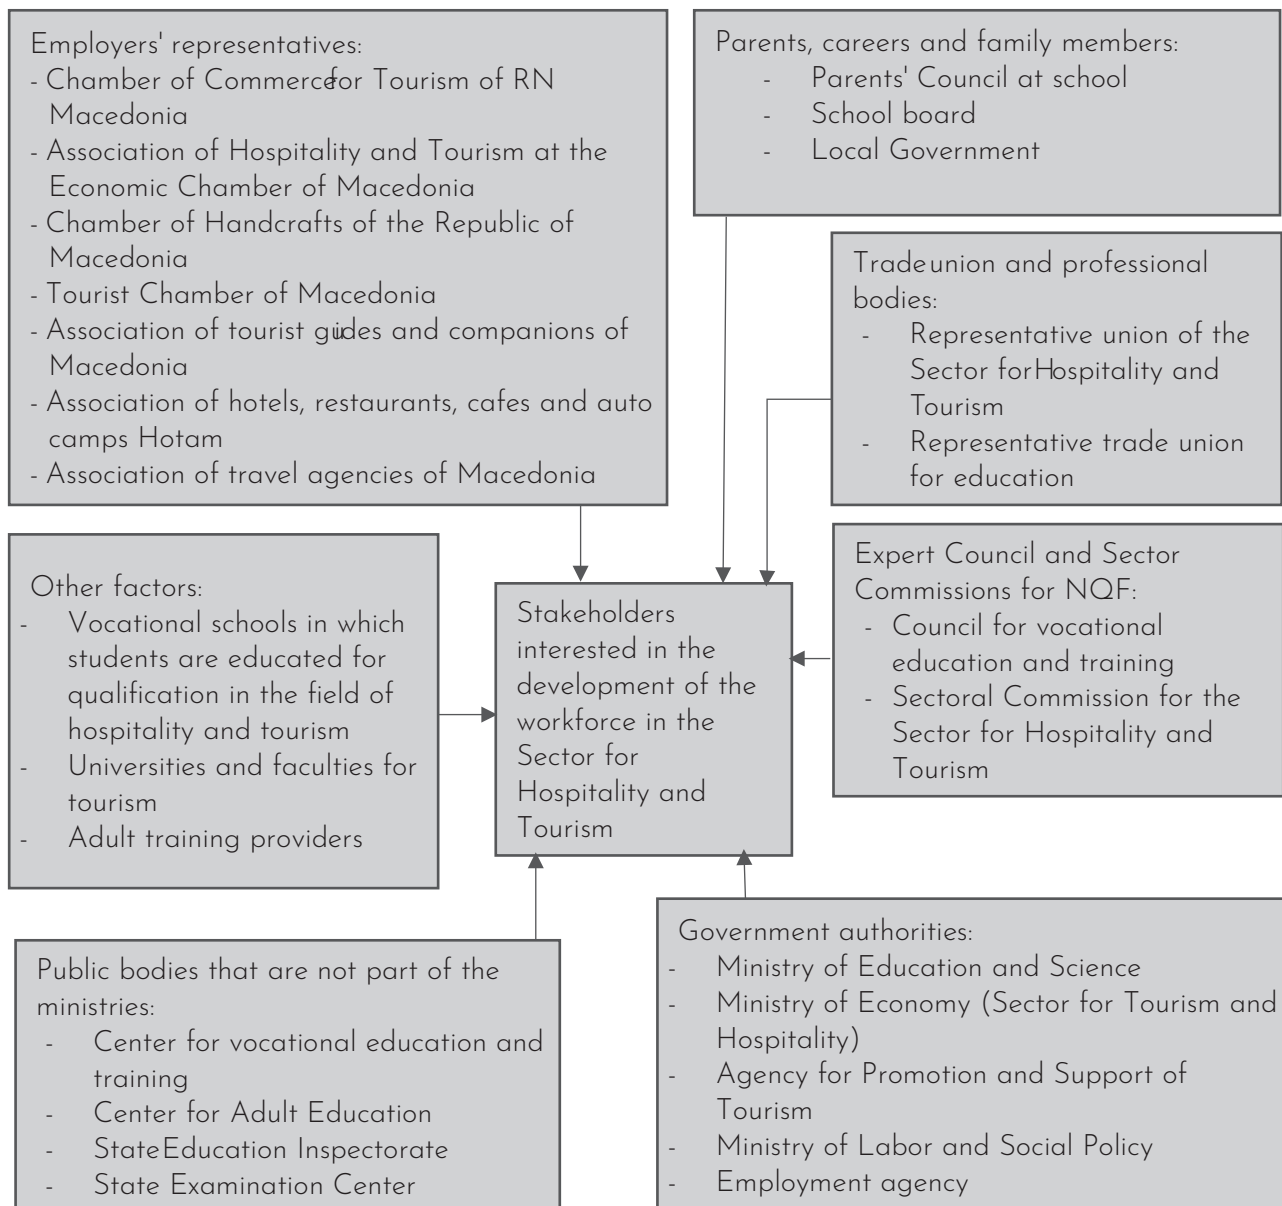 Employers' representatives:
- Chamber of Commerce for Tourism of RN
Macedonia
- Association of Hospitality and Tourism at the
Economic Chamber of Macedonia
- Chamber of Handcrafts of the Republic of
Macedonia
- Tourist Chamber of Macedonia
- Association of tourist guides and companions of
Macedonia
- Association of hotels, restaurants, cafes and auto
camps Hotam
- Association of travel agencies of Macedonia
Parents, careers and family members:
- Parents' Council at school
- School board
- Local Government
Tradeunion and professional
bodies:
- Representative union of the
Sector forHospitality and
Tourism
- Representative trade union
for education
Other factors:
- Vocational schools in which
students are educated for
qualification in the field of
hospitality and tourism
- Universities and faculties for
tourism
- Adult training providers
Stakeholders
interested in the
development of the
workforce in the
Sector for
Hospitality and
Tourism
Expert Council and Sector
Commissions for NQF:
- Council for vocational
education and training
- Sectoral Commission for the
Sector for Hospitality and
Tourism
Public bodies that are not part of the
ministries:
- Center for vocational education and
training
- Center for Adult Education
- StateEducation Inspectorate
- State Examination Center
Government authorities:
- Ministry of Education and Science
- Ministry of Economy (Sector for Tourism and
Hospitality)
- Agency for Promotion and Support of
Tourism
- Ministry of Labor and Social Policy
- Employment agency